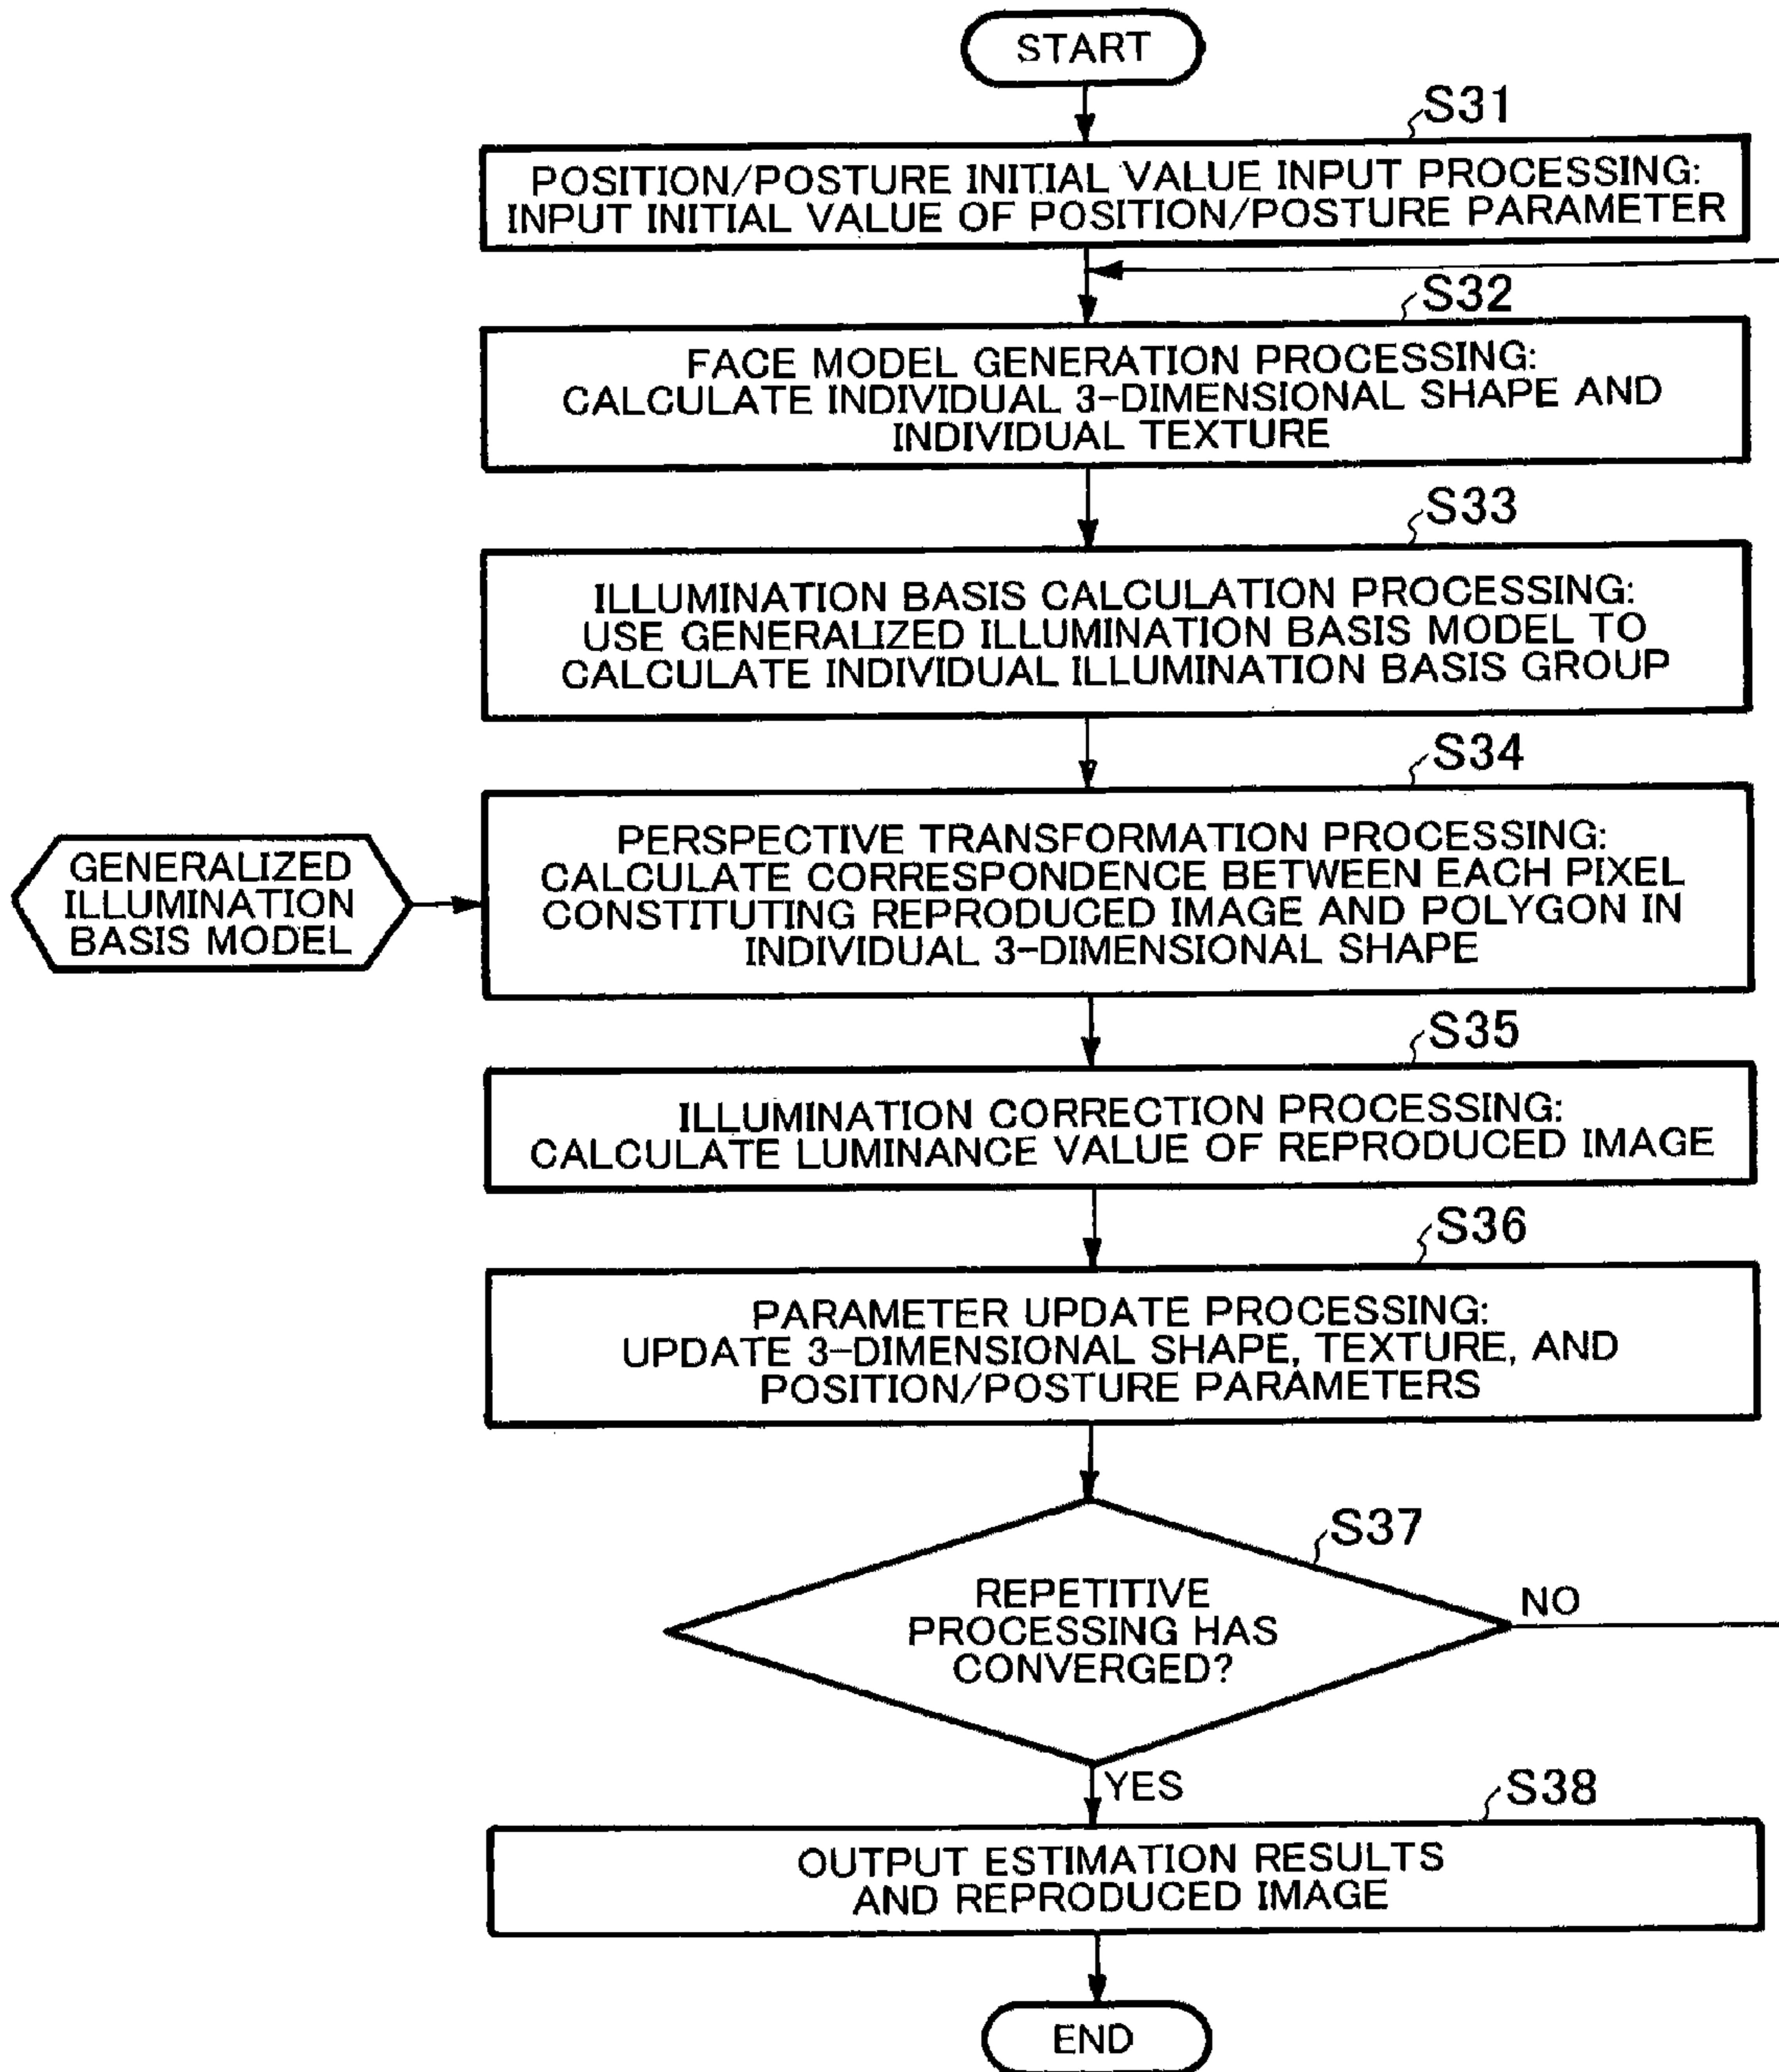 START
S31
POSITION/POSTURE INITIAL VALUE INPUT PROCESSING:
INPUT INITIAL VALUE OF POSITION/POSTURE PARAMETER
S32
FACE MODEL GENERATION PROCESSING:
CALCULATE INDIVIDUAL 3-DIMENSIONAL SHAPE AND
INDIVIDUAL TEXTURE
S33
ILLUMINATION BASIS CALCULATION PROCESSING:
USE GENERALIZED ILLUMINATION BASIS MODEL TO
CALCULATE INDIVIDUAL ILLUMINATION BASIS GROUP
S34
GENERALIZED
ILLUMINATION
BASIS MODEL
PERSPECTIVE TRANSFORMATION PROCESSING:
CALCULATE CORRESPONDENCE BETWEEN EACH PIXEL
CONSTITUTING REPRODUCED IMAGE AND POLYGON IN
INDIVIDUAL 3-DIMENSIONAL SHAPE
S35
ILLUMINATION CORRECTION PROCESSING:
CALCULATE LUMINANCE VALUE OF REPRODUCED IMAGE
S36
PARAMETER UPDATE PROCESSING:
UPDATE 3-DIMENSIONAL SHAPE, TEXTURE, AND
POSITION/POSTURE PARAMETERS
S37
REPETITIVE
PROCESSING HAS
CONVERGED?
NO
YES
S38
OUTPUT ESTIMATION RESULTS
AND REPRODUCED IMAGE
END